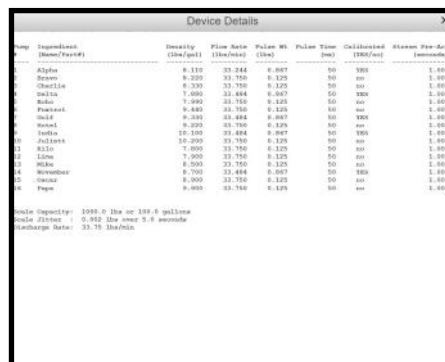 Device Details
Pump Ingredient Density Flow Rate Pulse Wt Pulse Time Calibrated Stream Pre-Ac
# (Name/Part#) (lbs/gal) (lbs/min) (lbs) (ms) (YES/no) (seconds
1 Alpha 8.110 33.244 0.067 50 YES 1.00
2 Bravo 8.220 33.750 0.125 50 no 1.00
3 Charlie 8.330 33.750 0.125 50 no 1.00
4 Delta 7.880 33.484 0.067 50 YES 1.00
5 Echo 7.990 33.750 0.125 50 no 1.00
6 Foxtrot 9.440 33.750 0.125 50 no 1.00
7 Golf 9.330 33.484 0.067 50 YES 1.00
8 Hotel 9.220 33.750 0.125 50 no 1.00
9 India 10.100 33.484 0.067 50 YES 1.00
10 Juliett 10.200 33.750 0.125 50 no 1.00
11 Kilo 7.800 33.750 0.125 50 no 1.00
12 Lima 7.900 33.750 0.125 50 no 1.00
13 Mike 8.500 33.750 0.125 50 no 1.00
14 November 8.700 33.484 0.067 50 YES 1.00
15 Oscar 8.900 33.750 0.125 50 no 1.00
16 Papa 9.900 33.750 0.125 50 no 1.00
Scale Capacity: 1000.0 lbs or 100.0 gallons
Scale Jitter : 0.002 lbs over 5.0 seconds
Discharge Rate: 33.75 lbs/min